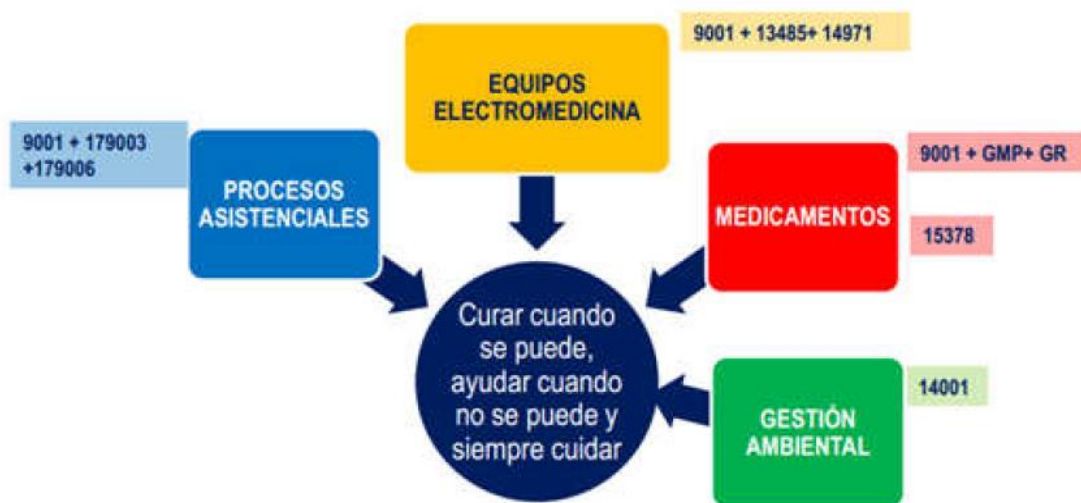 9001 + 13485+ 14971
EQUIPOS
ELECTROMEDICINA
9001 + 179003
+179006
PROCESOS
ASISTENCIALES
9001 + GMP+ GR
MEDICAMENTOS
15378
Curar cuando
se puede,
ayudar cuando
no se puede y
siempre cuidar
14001
GESTIÓN
AMBIENTAL